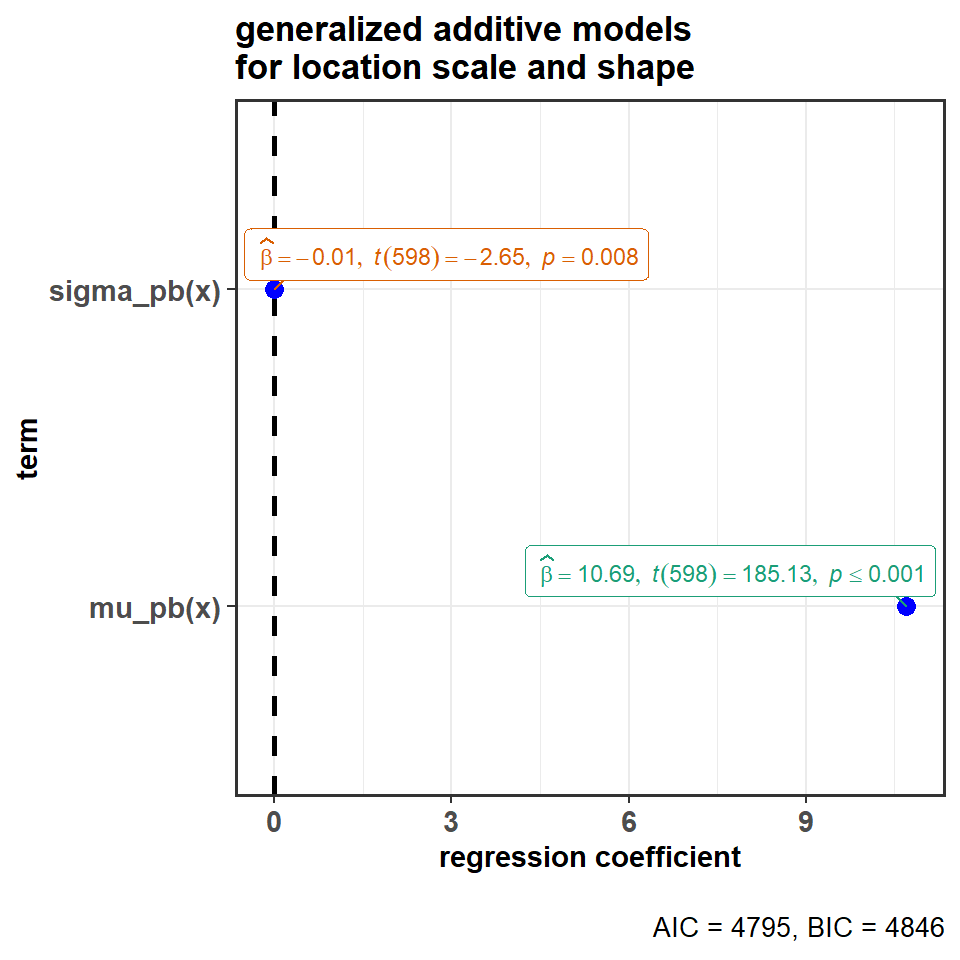 generalized additive models
for location scale and shape
β̂ = −0.01, t(598) = −2.65, p = 0.008
sigma_pb(x)
term
β̂ = 10.69, t(598) = 185.13, p ≤ 0.001
mu_pb(x)
0 3 6 9
regression coefficient
AIC = 4795, BIC = 4846